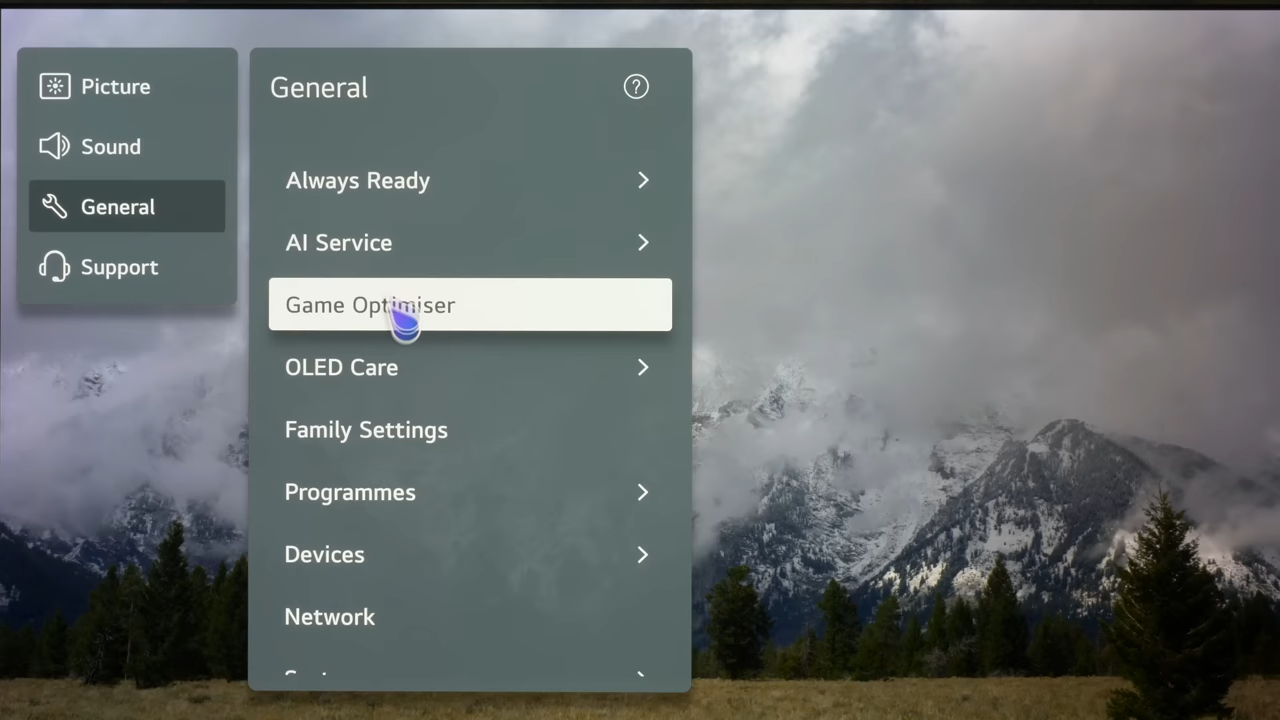 Picture
Sound
General
Support
General
?
Always Ready
AI Service
Game Optimiser
OLED Care
Family Settings
Programmes
Devices
Network